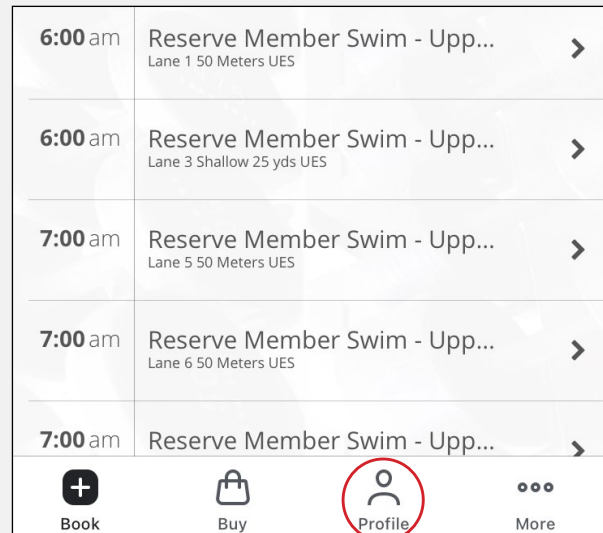 6:00 am Reserve Member Swim - Upp...
Lane 1 50 Meters UES
6:00 am Reserve Member Swim - Upp...
Lane 3 Shallow 25 yds UES
7:00 am Reserve Member Swim - Upp...
Lane 5 50 Meters UES
7:00 am Reserve Member Swim - Upp...
Lane 6 50 Meters UES
7:00 am Reserve Member Swim - Upp...
Book Buy Profile More